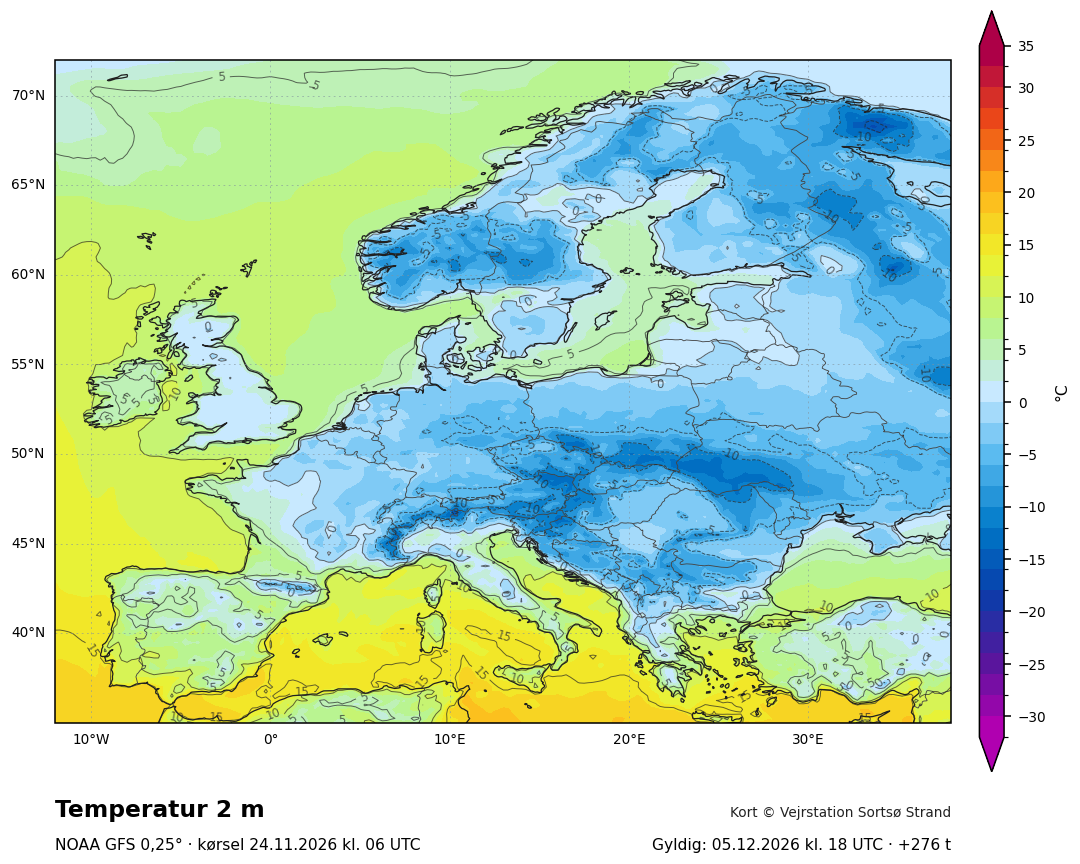 70°N
65°N
60°N
55°N
50°N
45°N
40°N
10°W
0°
10°E
20°E
30°E
35
30
25
20
15
10
5
0
−5
−10
−15
−20
−25
−30
°C
Temperatur 2 m
Kort © Vejrstation Sortsø Strand
NOAA GFS 0,25° · kørsel 24.11.2026 kl. 06 UTC
Gyldig: 05.12.2026 kl. 18 UTC · +276 t